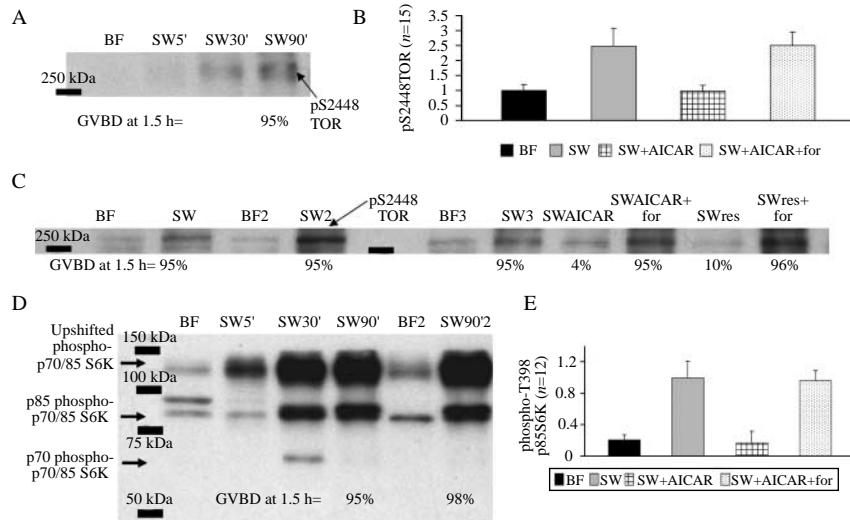 A
BF SW5' SW30' SW90'
250 kDa
pS2448
TOR
GVBD at 1.5 h= 95%
B
pS2448TOR (n=15)
3.5
3
2.5
2
1.5
1
0.5
0
BF SW SW+AICAR SW+AICAR+for
C
BF SW BF2 SW2 pS2448 TOR BF3 SW3 SWAICAR SWAICAR+ for SWres SWres+ for
250 kDa
GVBD at 1.5 h= 95% 95% 95% 4% 95% 10% 96%
D
BF SW5' SW30' SW90' BF2 SW90'2
Upshifted
phospho-
p70/85 S6K
150 kDa
100 kDa
p85 phospho-
p70/85 S6K
75 kDa
p70 phospho-
p70/85 S6K
50 kDa
GVBD at 1.5 h= 95% 98%
E
phospho-T398
p85S6K (n=12)
1.2
0.8
0.4
0
BF SW SW+AICAR SW+AICAR+for